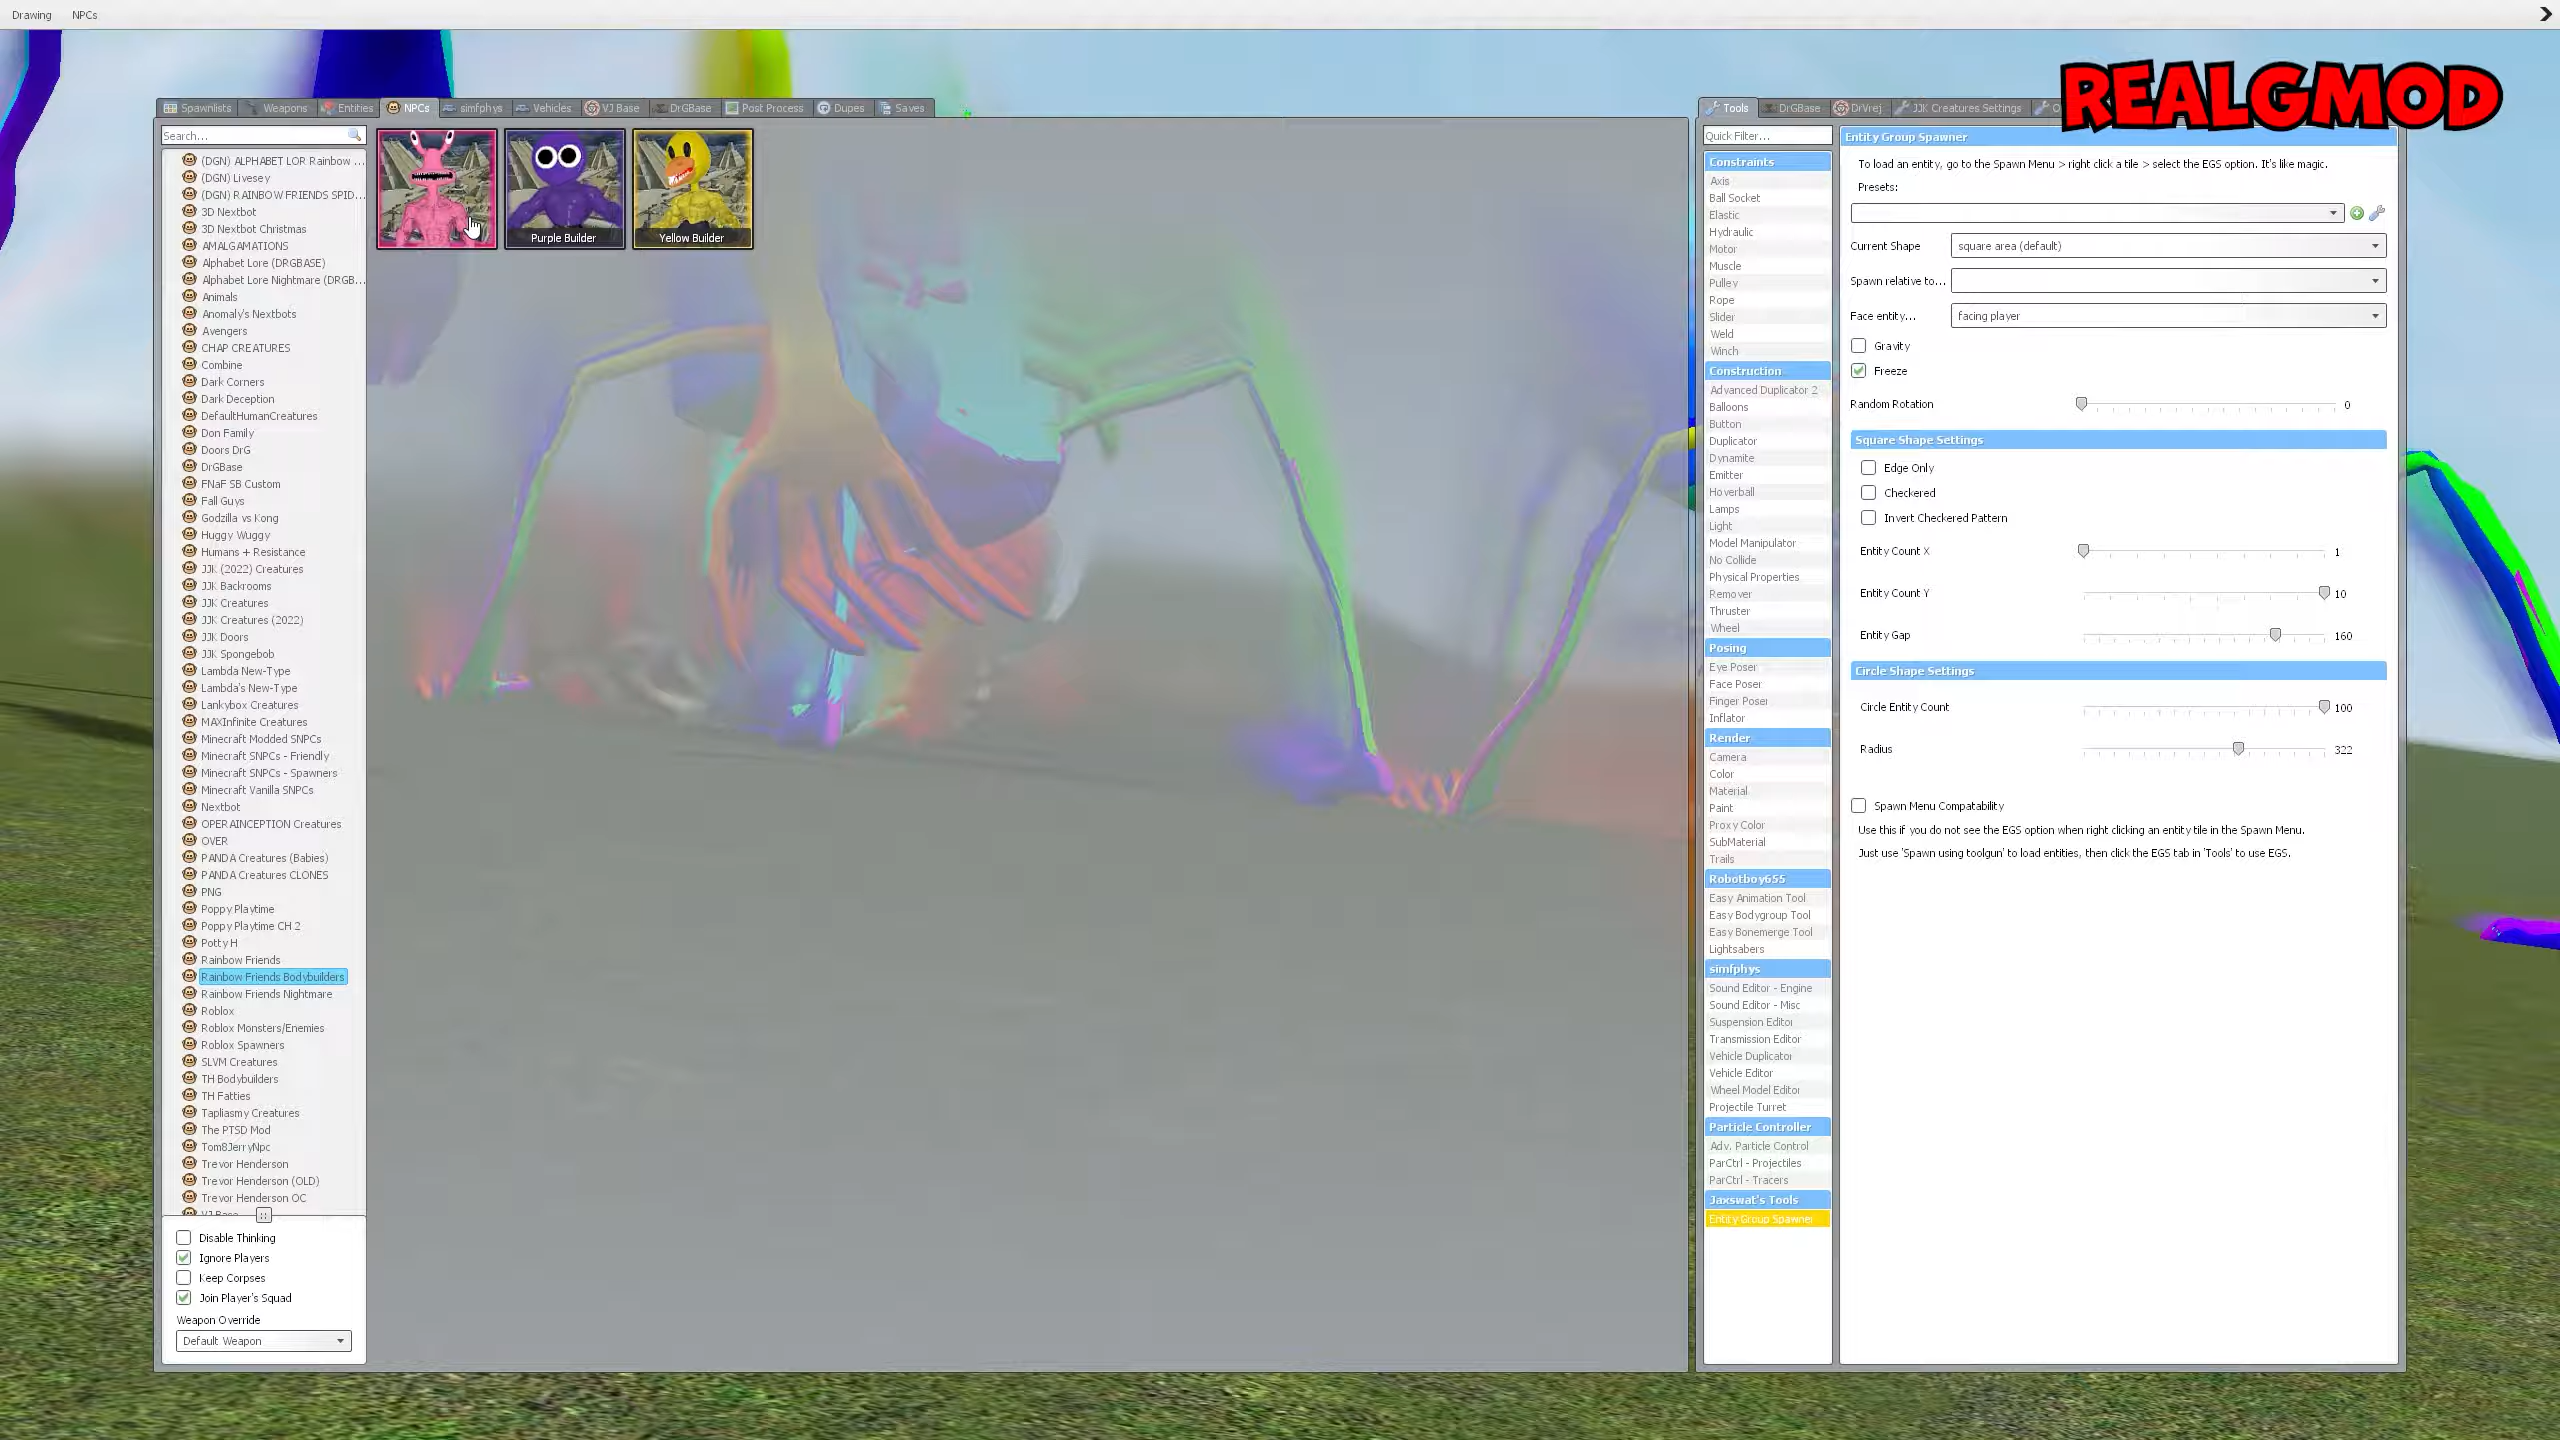 Drawing NPCs
REALGMOD
Spawnlists Weapons Entities NPCs simfphys Vehicles VJ Base DrGBase Post Process Dupes Saves
Search...
(DGN) ALPHABET LOR Rainbow ...
(DGN) Livesey
(DGN) RAINBOW FRIENDS SPID...
3D Nextbot
3D Nextbot Christmas
AMALGAMATIONS
Alphabet Lore (DRGBASE)
Alphabet Lore Nightmare (DRGB...
Animals
Anomaly's Nextbots
Avengers
CHAP CREATURES
Combine
Dark Corners
Dark Deception
DefaultHumanCreatures
Don Family
Doors DrG
DrGBase
FNaF SB Custom
Fall Guys
Godzilla vs Kong
Huggy Wuggy
Humans + Resistance
JJK (2022) Creatures
JJK Backrooms
JJK Creatures
JJK Creatures (2022)
JJK Doors
JJK Spongebob
Lambda New-Type
Lambda's New-Type
Lankybox Creatures
MAXInfinite Creatures
Minecraft Modded SNPCs
Minecraft SNPCs - Friendly
Minecraft SNPCs - Spawners
Minecraft Vanilla SNPCs
Nextbot
OPERAINCEPTION Creatures
OVER
PANDA Creatures (Babies)
PANDA Creatures CLONES
PNG
Poppy Playtime
Poppy Playtime CH 2
Potty H
Rainbow Friends
Rainbow Friends Bodybuilders
Rainbow Friends Nightmare
Roblox
Roblox Monsters/Enemies
Roblox Spawners
SLVM Creatures
TH Bodybuilders
TH Fatties
Tapliasmy Creatures
The PTSD Mod
Tom8JerryNpc
Trevor Henderson
Trevor Henderson (OLD)
Trevor Henderson OC
VJ Base
Disable Thinking
Ignore Players
Keep Corpses
Join Player's Squad
Weapon Override
Default Weapon
Purple Builder
Yellow Builder
Tools DrGBase DrVrej JJK Creatures Settings
Quick Filter...
Constraints
Axis
Ball Socket
Elastic
Hydraulic
Motor
Muscle
Pulley
Rope
Slider
Weld
Winch
Construction
Advanced Duplicator 2
Balloons
Button
Duplicator
Dynamite
Emitter
Hoverball
Lamps
Light
Model Manipulator
No Collide
Physical Properties
Remover
Thruster
Wheel
Posing
Eye Poser
Face Poser
Finger Poser
Inflator
Render
Camera
Color
Material
Paint
Proxy Color
SubMaterial
Trails
Robotboy655
Easy Animation Tool
Easy Bodygroup Tool
Easy Bonemerge Tool
Lightsabers
simfphys
Sound Editor - Engine
Sound Editor - Misc
Suspension Editor
Transmission Editor
Vehicle Duplicator
Vehicle Editor
Wheel Model Editor
Projectile Turret
Particle Controller
Adv. Particle Control
ParCtrl - Projectiles
ParCtrl - Tracers
Jaxswat's Tools
Entity Group Spawner
Entity Group Spawner
To load an entity, go to the Spawn Menu > right click a tile > select the EGS option. It's like magic.
Presets:
Current Shape square area (default)
Spawn relative to...
Face entity... facing player
Gravity
Freeze
Random Rotation 0
Square Shape Settings
Edge Only
Checkered
Invert Checkered Pattern
Entity Count X 1
Entity Count Y 10
Entity Gap 160
Circle Shape Settings
Circle Entity Count 100
Radius 322
Spawn Menu Compatability
Use this if you do not see the EGS option when right clicking an entity tile in the Spawn Menu.
Just use 'Spawn using toolgun' to load entities, then click the EGS tab in 'Tools' to use EGS.